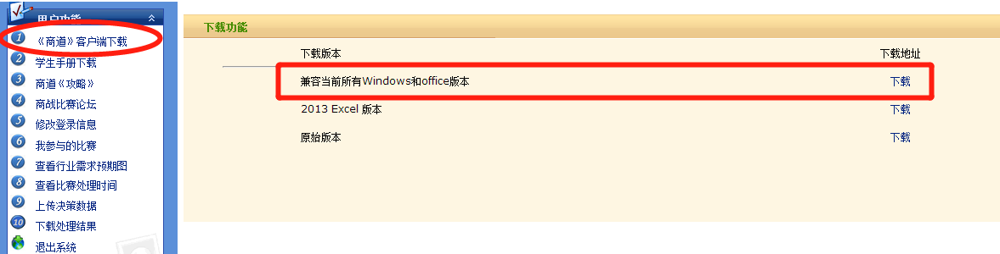 用户功能
1 《商道》客户端下载
2 学生手册下载
3 商道《攻略》
4 商战比赛论坛
5 修改登录信息
6 我参与的比赛
7 查看行业需求预期图
8 查看比赛处理时间
9 上传决策数据
10 下载处理结果
退出系统
下载功能
下载版本 下载地址
兼容当前所有Windows和office版本 下载
2013 Excel 版本 下载
原始版本 下载